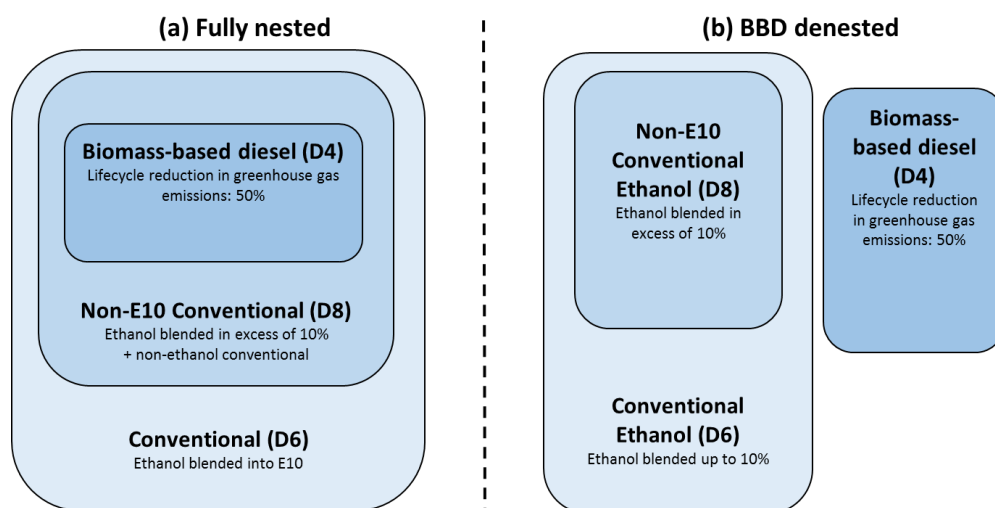 (a) Fully nested
Biomass-based diesel (D4)
Lifecycle reduction in greenhouse gas
emissions: 50%
Non-E10 Conventional (D8)
Ethanol blended in excess of 10%
+ non-ethanol conventional
Conventional (D6)
Ethanol blended into E10
(b) BBD denested
Non-E10
Conventional
Ethanol (D8)
Ethanol blended in
excess of 10%
Conventional
Ethanol (D6)
Ethanol blended up to 10%
Biomass-
based diesel
(D4)
Lifecycle reduction
in greenhouse gas
emissions: 50%